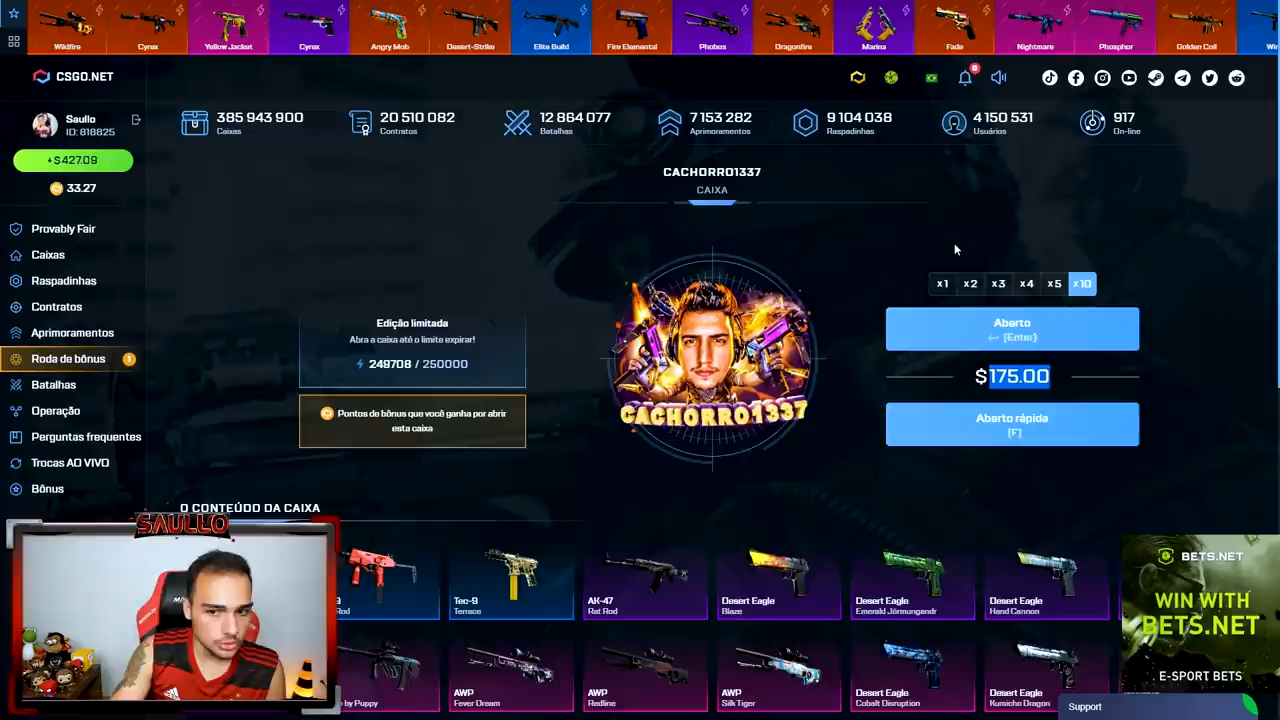 Wildfire
Cyrex
Yellow Jacket
Cyrex
Angry Mob
Desert-Strike
Elite Build
Fire Elemental
Phobos
Dragonfire
Marina
Fade
Nightmare
Phosphor
Golden Coil
CSGO.NET
Saullo
ID: 818825
+$427.09
33.27
385 943 900
Caixas
20 510 082
Contratos
12 864 077
Batalhas
7 153 282
Aprimoramentos
9 104 038
Raspadinhas
4 150 531
Usuários
917
On-line
Provably Fair
Caixas
Raspadinhas
Contratos
Aprimoramentos
Roda de bônus 1
Batalhas
Operação
Perguntas frequentes
Trocas AO VIVO
Bônus
CACHORRO1337
CAIXA
Edição limitada
Abra a caixa até o limite expirar!
249708 / 250000
Pontos de bônus que você ganha por abrir
esta caixa
CACHORRO1337
x1 x2 x3 x4 x5 x10
Aberto
[Enter]
$175.00
Aberto rápida
[F]
O CONTEÚDO DA CAIXA
SAULLO
9
Rod
Tec-9
Terrace
AK-47
Rat Rod
Desert Eagle
Blaze
Desert Eagle
Emerald Jörmungandr
Desert Eagle
Hand Cannon
by Puppy
AWP
Fever Dream
AWP
Redline
AWP
Silk Tiger
Desert Eagle
Cobalt Disruption
Desert Eagle
Kumicho Dragon
BETS.NET
WIN WITH
BETS.NET
E-SPORT BETS
Support